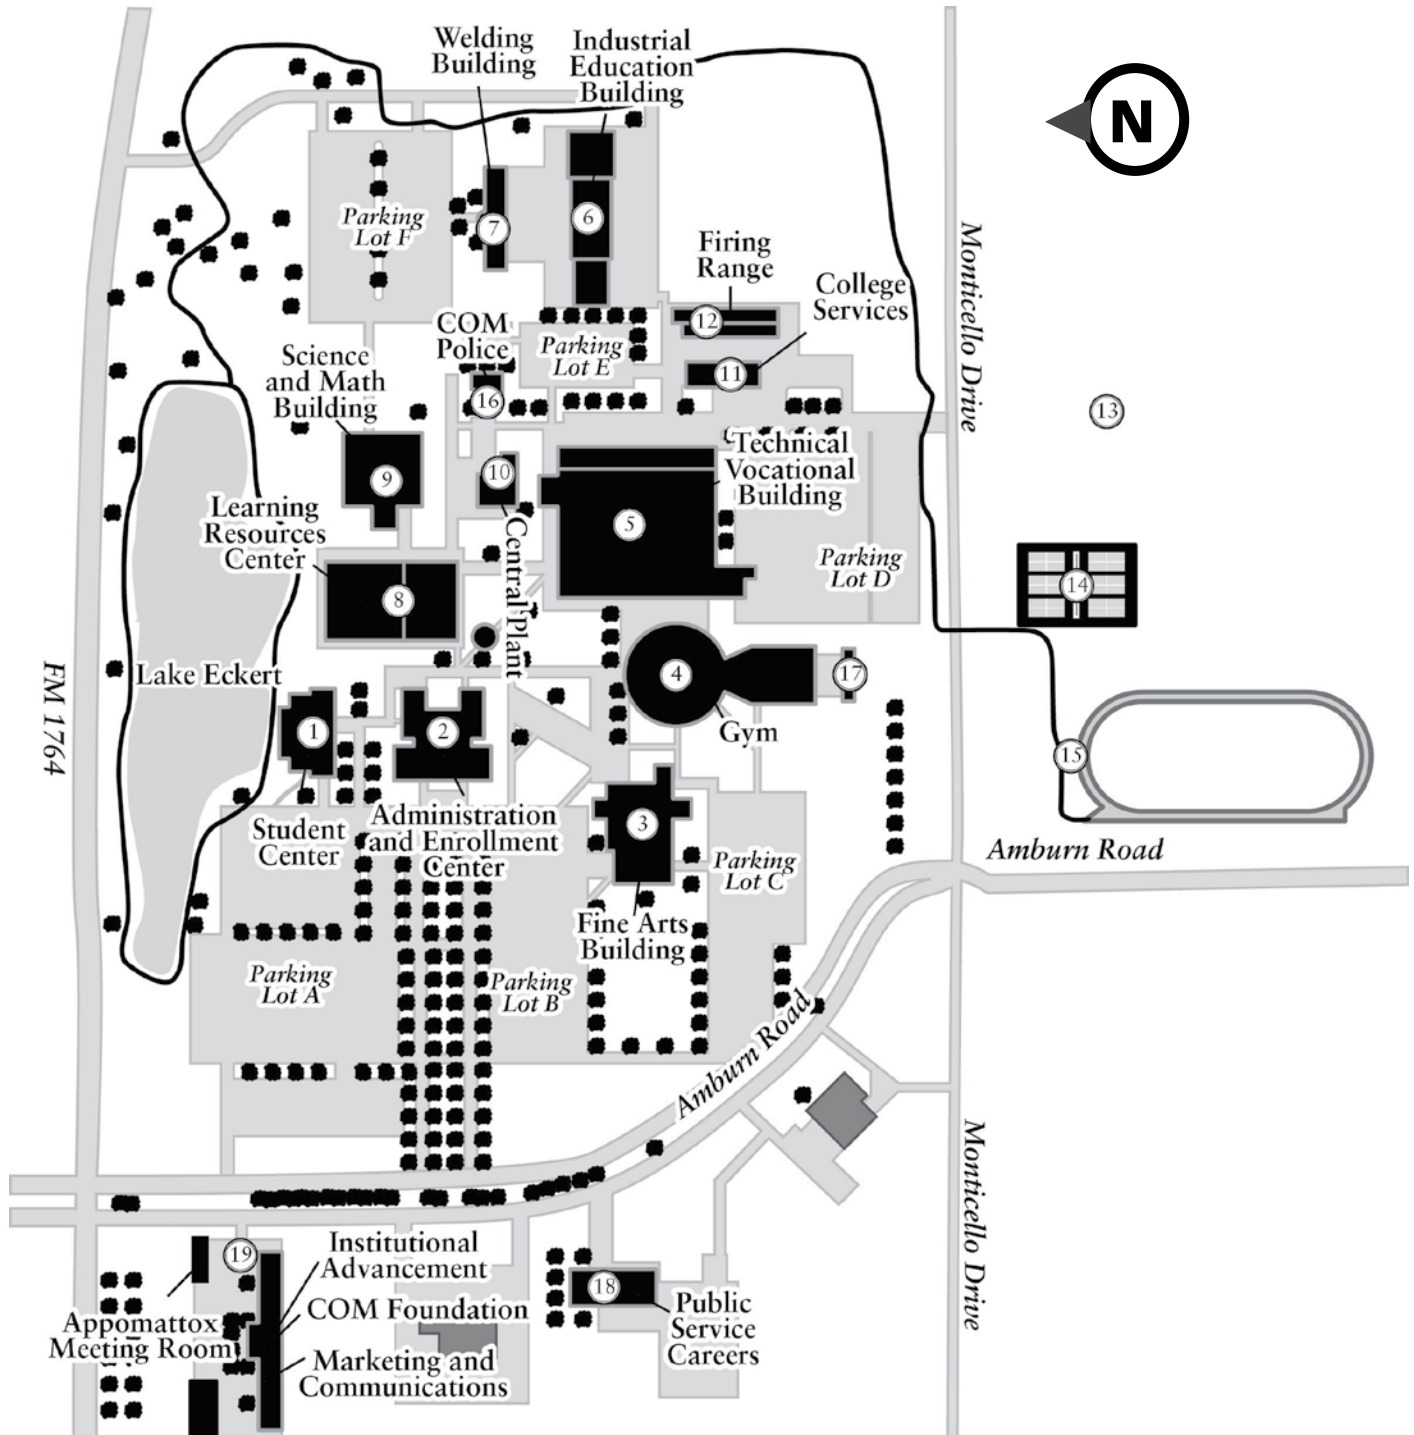 Welding
Building
Industrial
Education
Building
N
Parking
Lot F
7
6
Firing
Range
College
Services
Monticello Drive
12
COM
Police
Parking
Lot E
Science
and Math
Building
11
16
13
Technical
Vocational
Building
10
9
Learning
Resources
Center
5
Central Plant
Parking
Lot D
14
8
FM 1764
Lake Eckert
4
17
1
2
Gym
15
Student
Center
Administration
and Enrollment
Center
3
Parking
Lot C
Amburn Road
Fine Arts
Building
Parking
Lot A
Parking
Lot B
Amburn Road
Monticello Drive
19
Institutional
Advancement
18
COM Foundation
Public
Service
Careers
Appomattox
Meeting Room
Marketing and
Communications